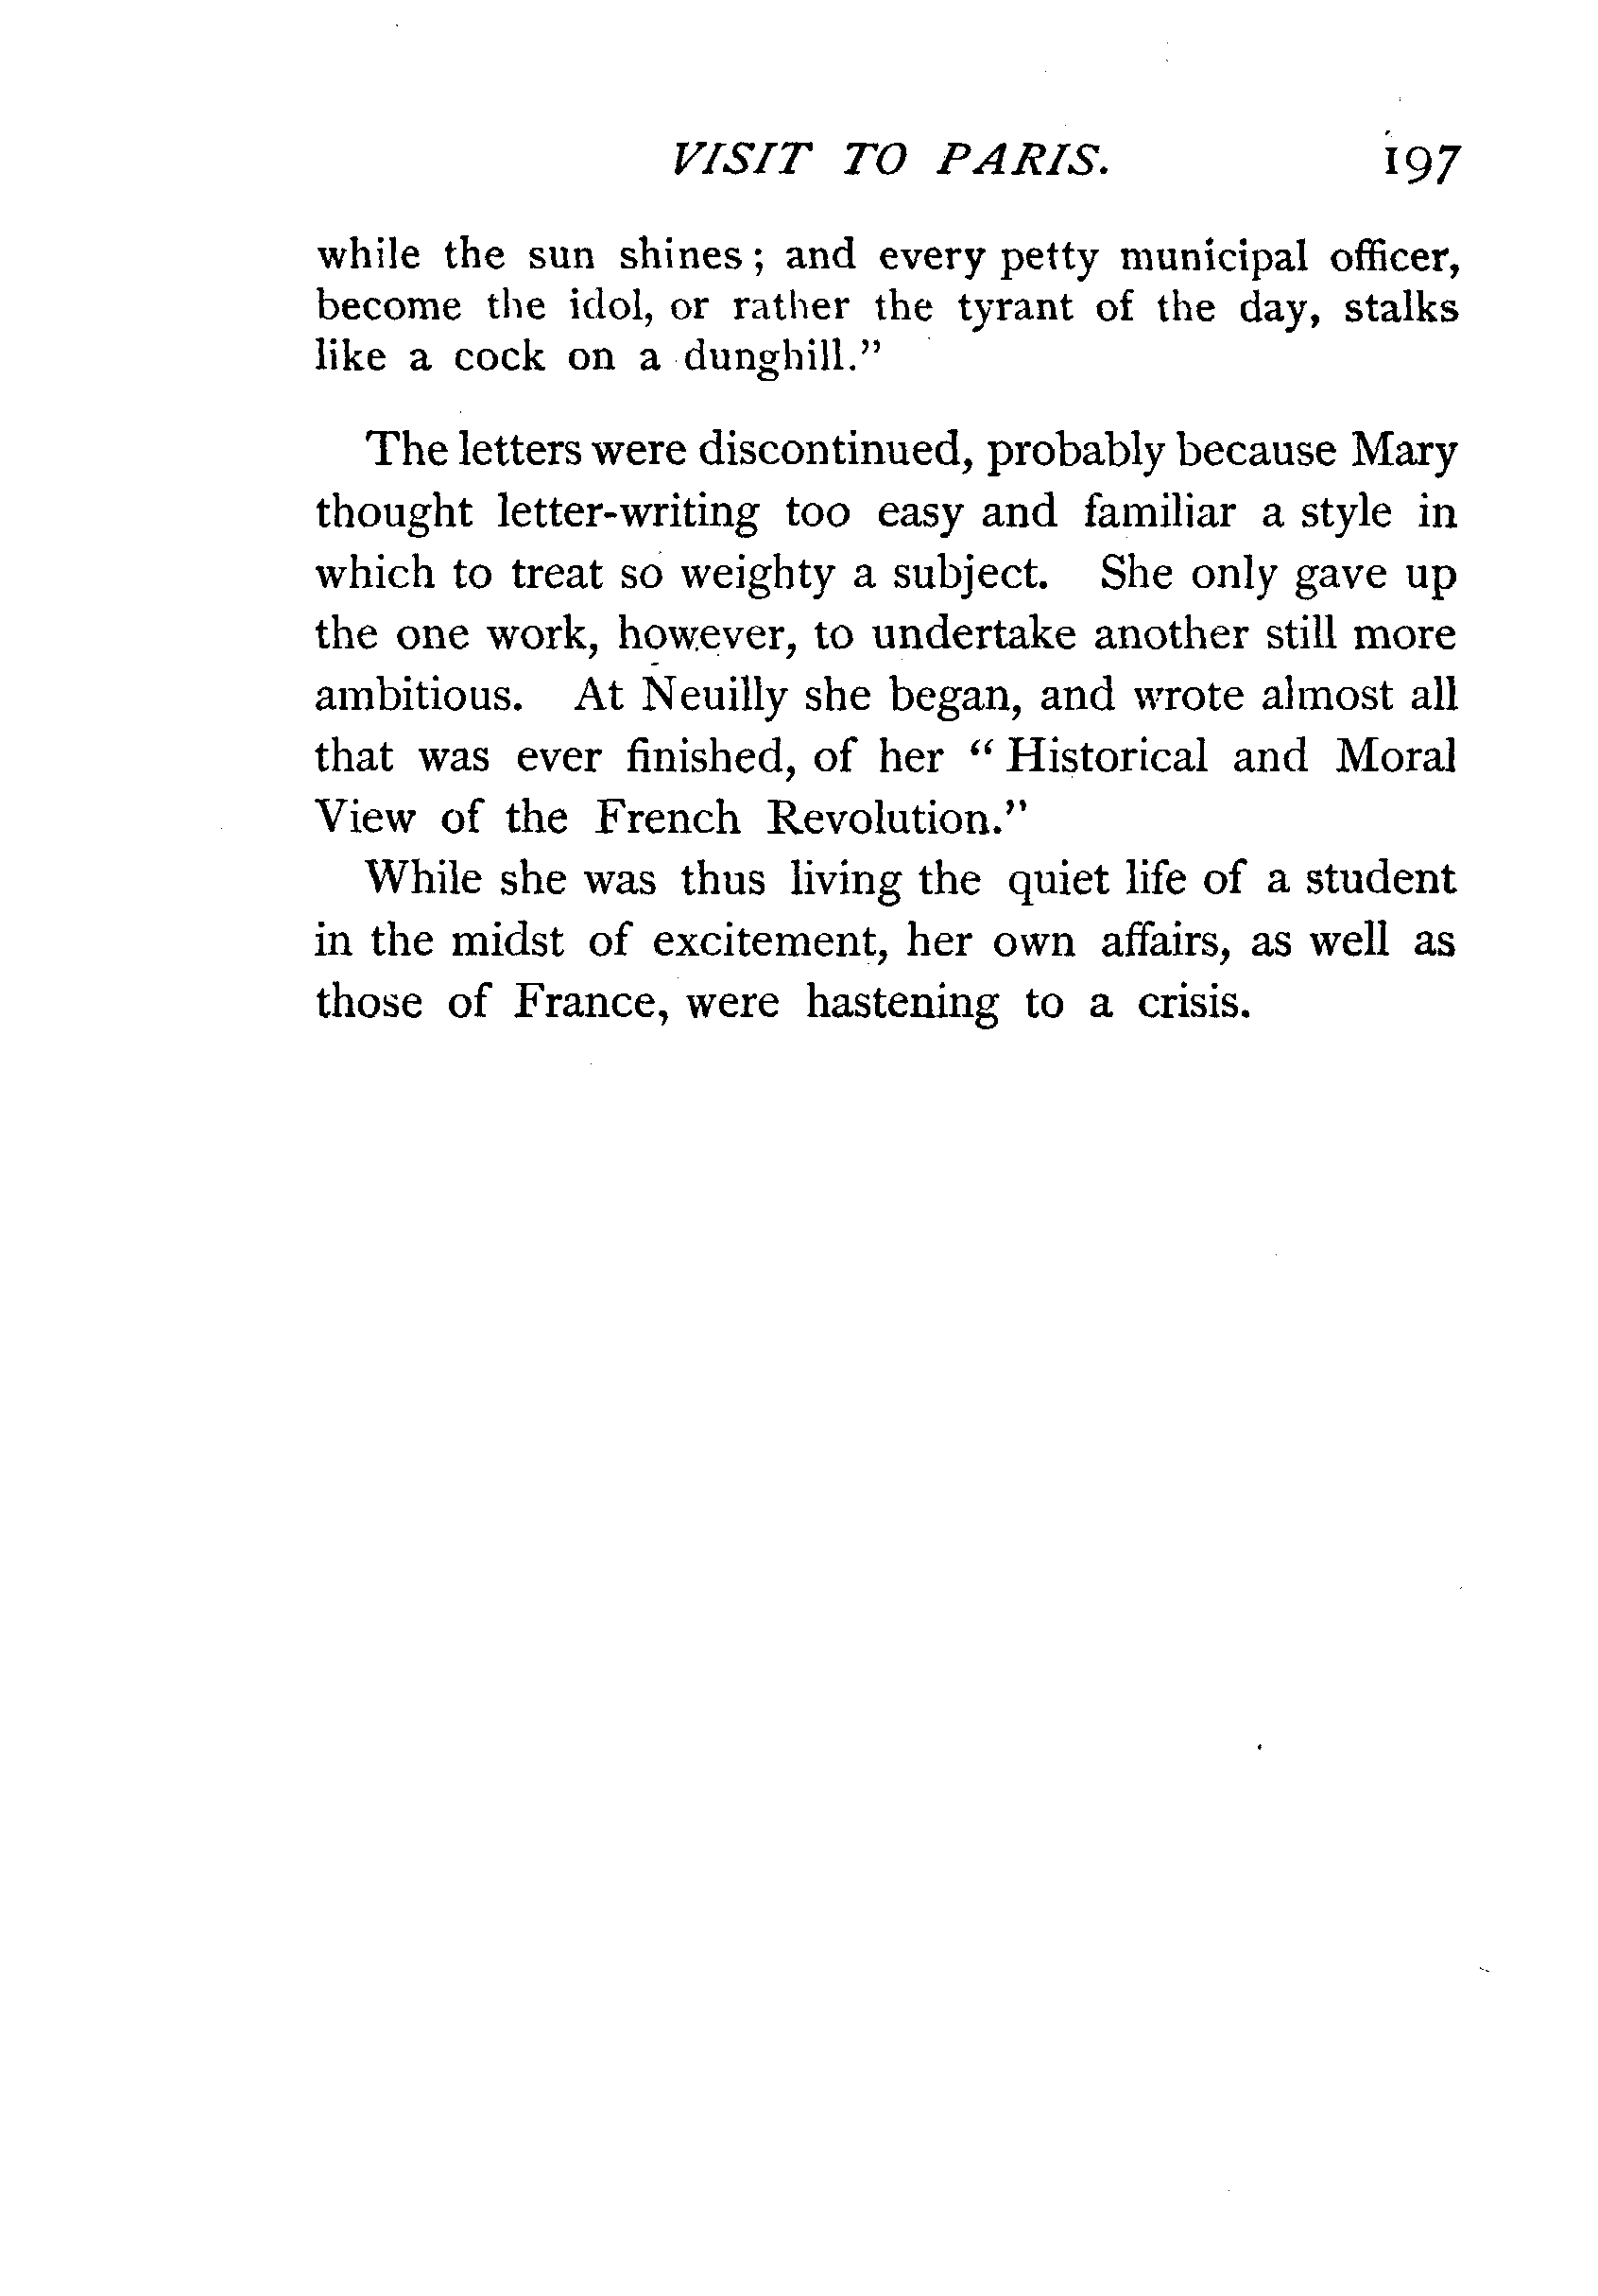 VISIT TO PARIS. 197
while the sun shines; and every petty municipal officer,
become the idol, or rather the tyrant of the day, stalks
like a cock on a dunghill."
The letters were discontinued, probably because Mary
thought letter-writing too easy and familiar a style in
which to treat so weighty a subject. She only gave up
the one work, however, to undertake another still more
ambitious. At Neuilly she began, and wrote almost all
that was ever finished, of her "Historical and Moral
View of the French Revolution."
While she was thus living the quiet life of a student
in the midst of excitement, her own affairs, as well as
those of France, were hastening to a crisis.